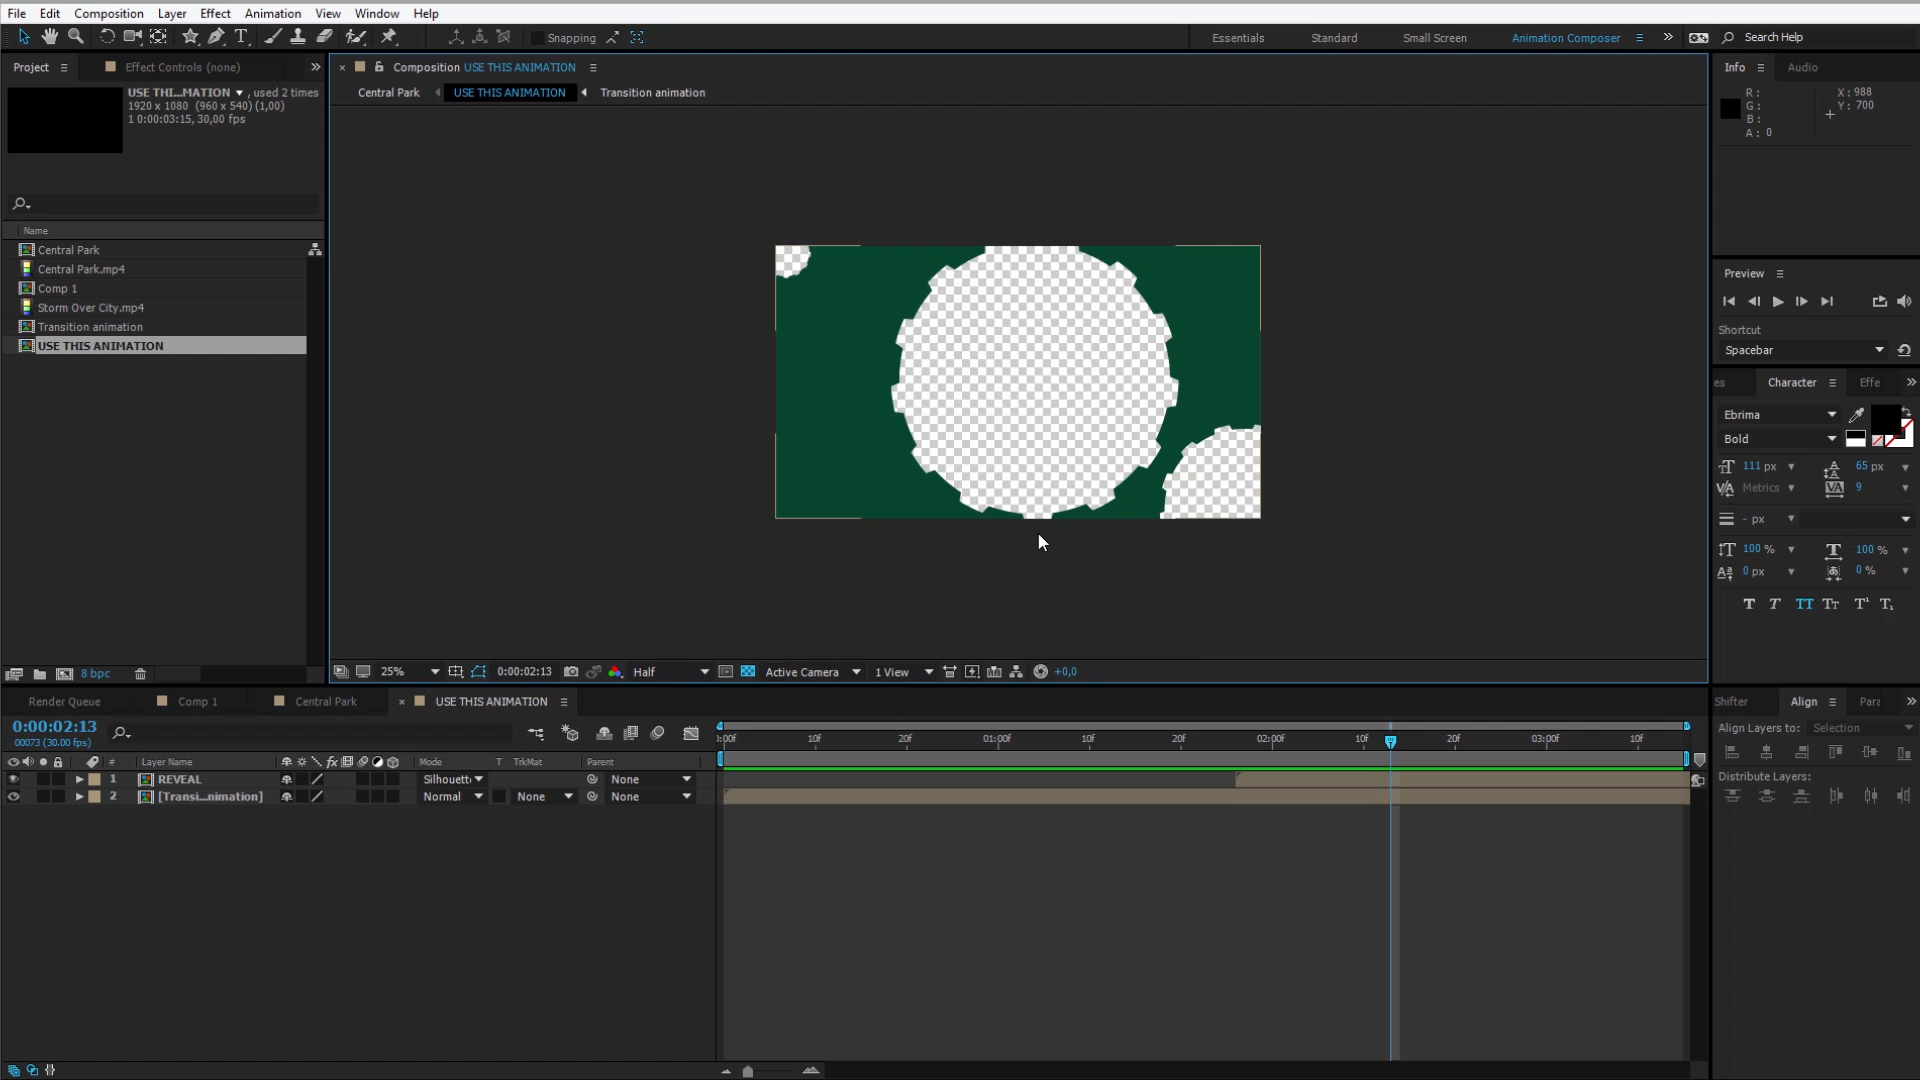 File Edit Composition Layer Effect Animation View Window Help
Snapping
Essentials Standard Small Screen Animation Composer Search Help
Project Effect Controls (none)
USE THI...MATION , used 2 times
1920 x 1080 (960 x 540) (1,00)
1 0:00:03:15, 30,00 fps
Name
Central Park
Central Park.mp4
Comp 1
Storm Over City.mp4
Transition animation
USE THIS ANIMATION
8 bpc
Composition USE THIS ANIMATION
Central Park USE THIS ANIMATION Transition animation
25% 0:00:02:13 Half Active Camera 1 View +0,0
Info Audio
R :
G :
B :
A : 0
X : 988
Y : 700
Preview
Shortcut
Spacebar
es Character Effe
Ebrima
Bold
111 px 65 px
Metrics 9
- px
100 % 100 %
0 px 0 %
Render Queue Comp 1 Central Park USE THIS ANIMATION
0:00:02:13
00073 (30.00 fps)
# Layer Name Mode T TrkMat Parent
1 REVEAL Silhouett None
2 [Transi...nimation] Normal None None
:00f 10f 20f 01:00f 10f 20f 02:00f 10f 20f 03:00f 10f
Shifter Align Para
Align Layers to: Selection
Distribute Layers: